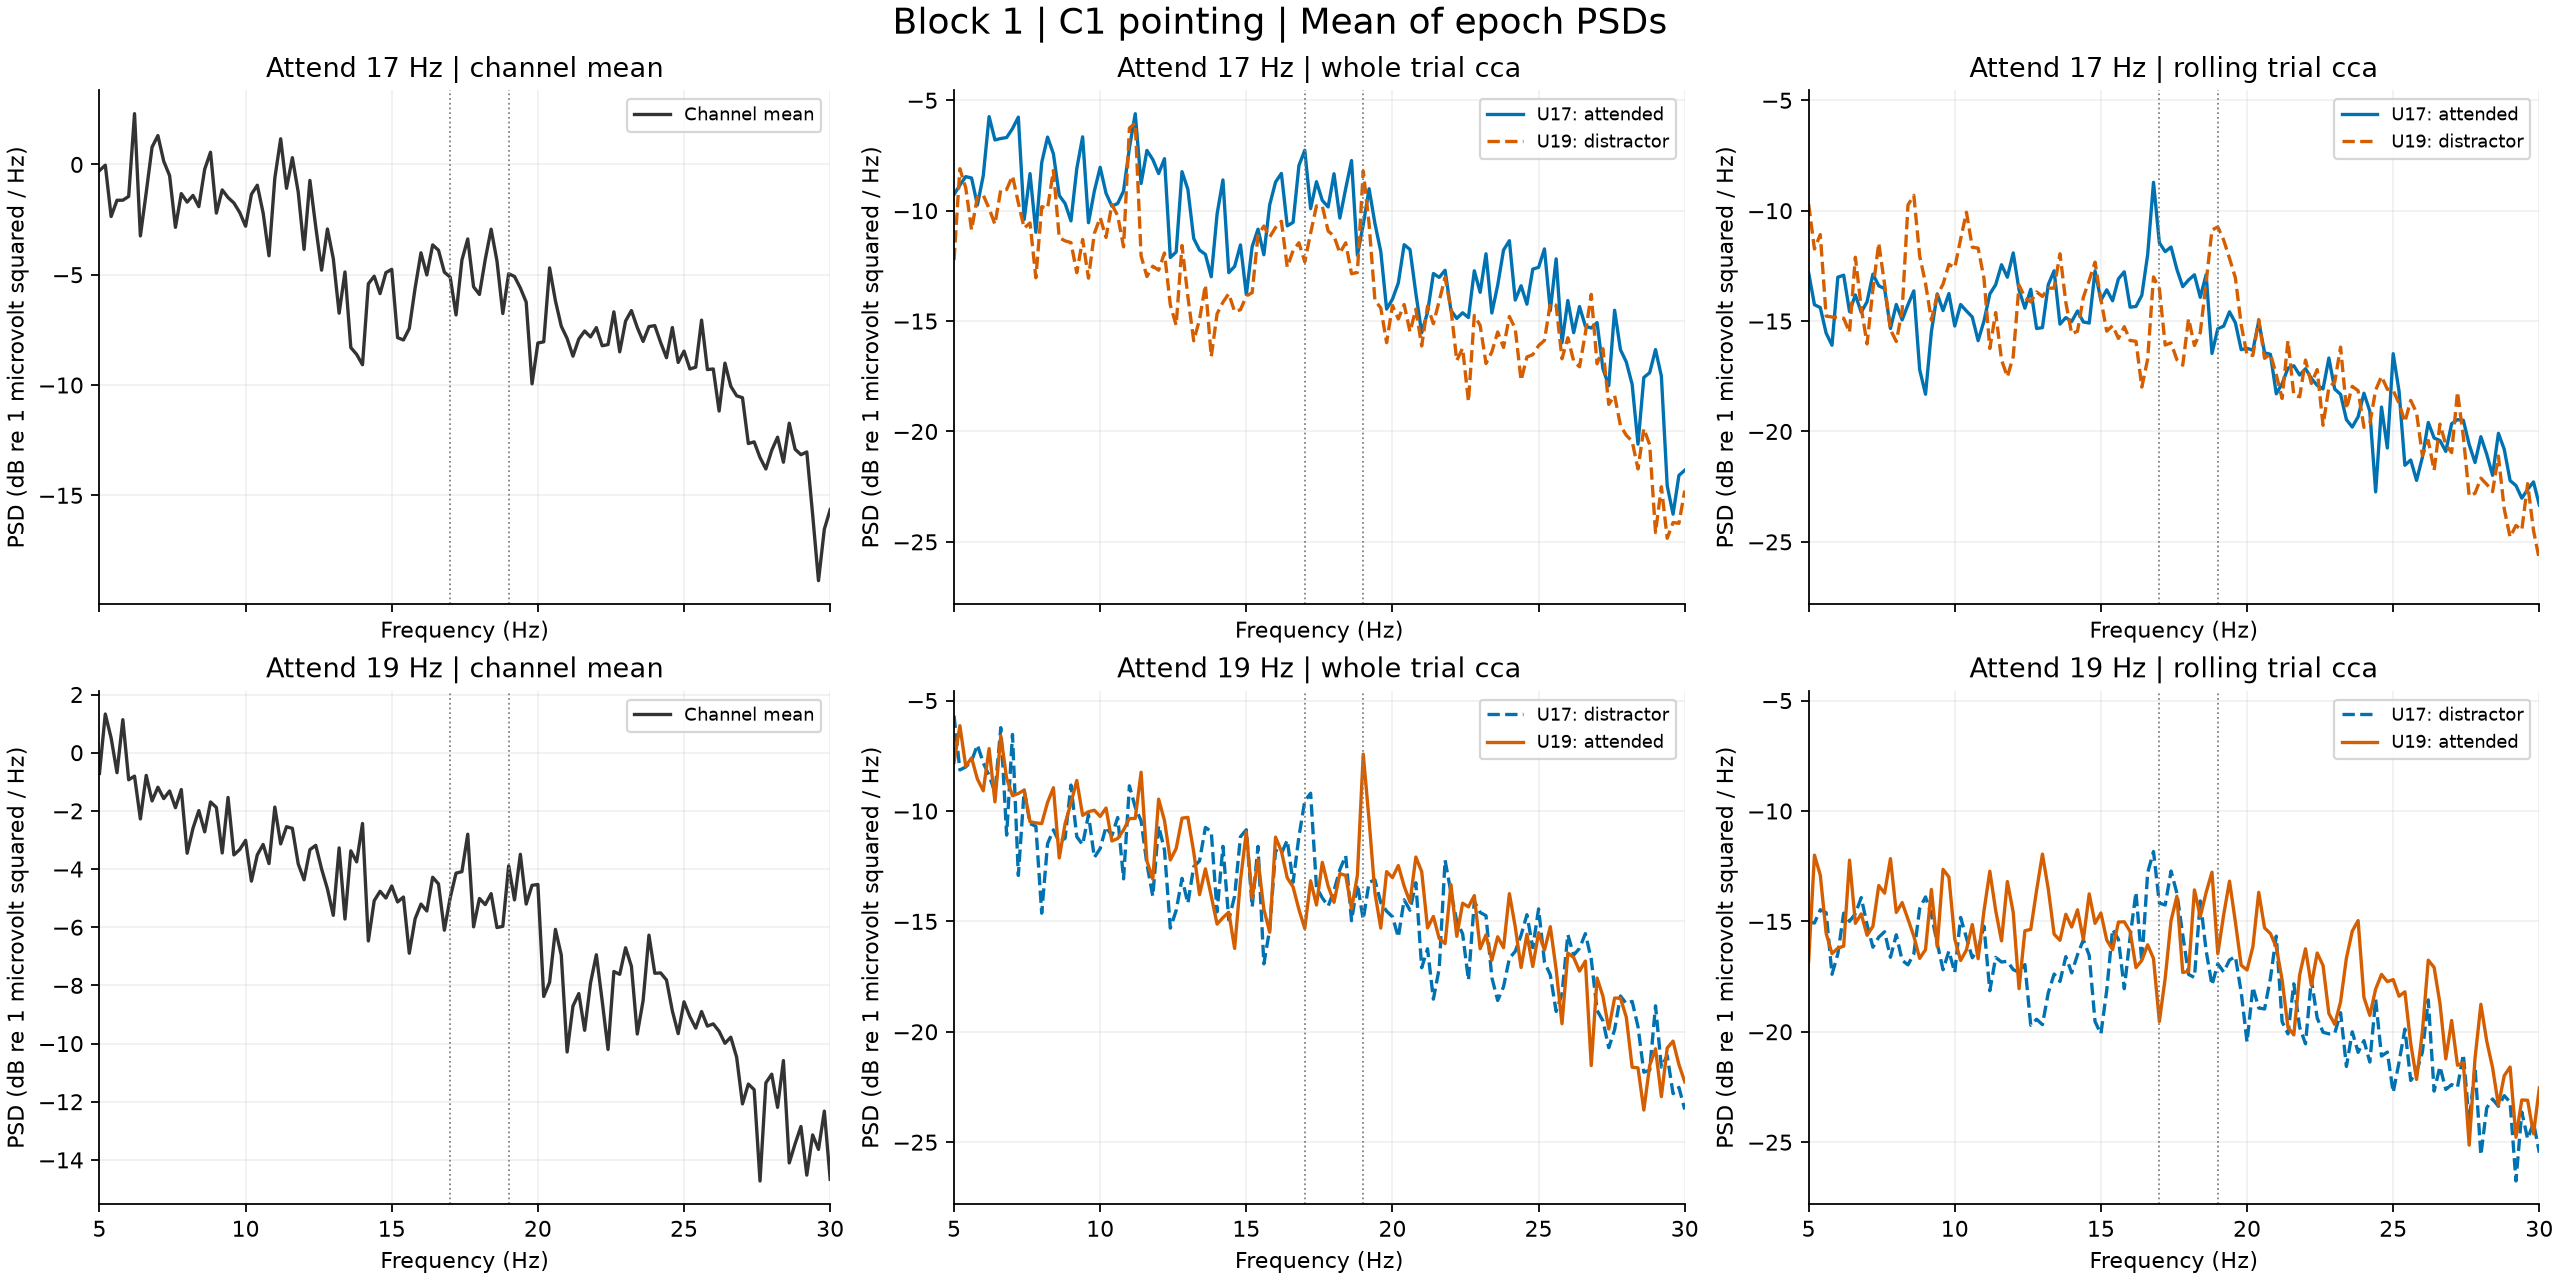 Block 1 | C1 pointing | Mean of epoch PSDs
Attend 17 Hz | channel mean
Channel mean
PSD (dB re 1 microvolt squared / Hz)
0
−5
−10
−15
Frequency (Hz)
Attend 17 Hz | whole trial cca
U17: attended
U19: distractor
PSD (dB re 1 microvolt squared / Hz)
−5
−10
−15
−20
−25
Frequency (Hz)
Attend 17 Hz | rolling trial cca
U17: attended
U19: distractor
PSD (dB re 1 microvolt squared / Hz)
−5
−10
−15
−20
−25
Frequency (Hz)
Attend 19 Hz | channel mean
Channel mean
PSD (dB re 1 microvolt squared / Hz)
2
0
−2
−4
−6
−8
−10
−12
−14
5 10 15 20 25 30
Frequency (Hz)
Attend 19 Hz | whole trial cca
U17: distractor
U19: attended
PSD (dB re 1 microvolt squared / Hz)
−5
−10
−15
−20
−25
5 10 15 20 25 30
Frequency (Hz)
Attend 19 Hz | rolling trial cca
U17: distractor
U19: attended
PSD (dB re 1 microvolt squared / Hz)
−5
−10
−15
−20
−25
5 10 15 20 25 30
Frequency (Hz)